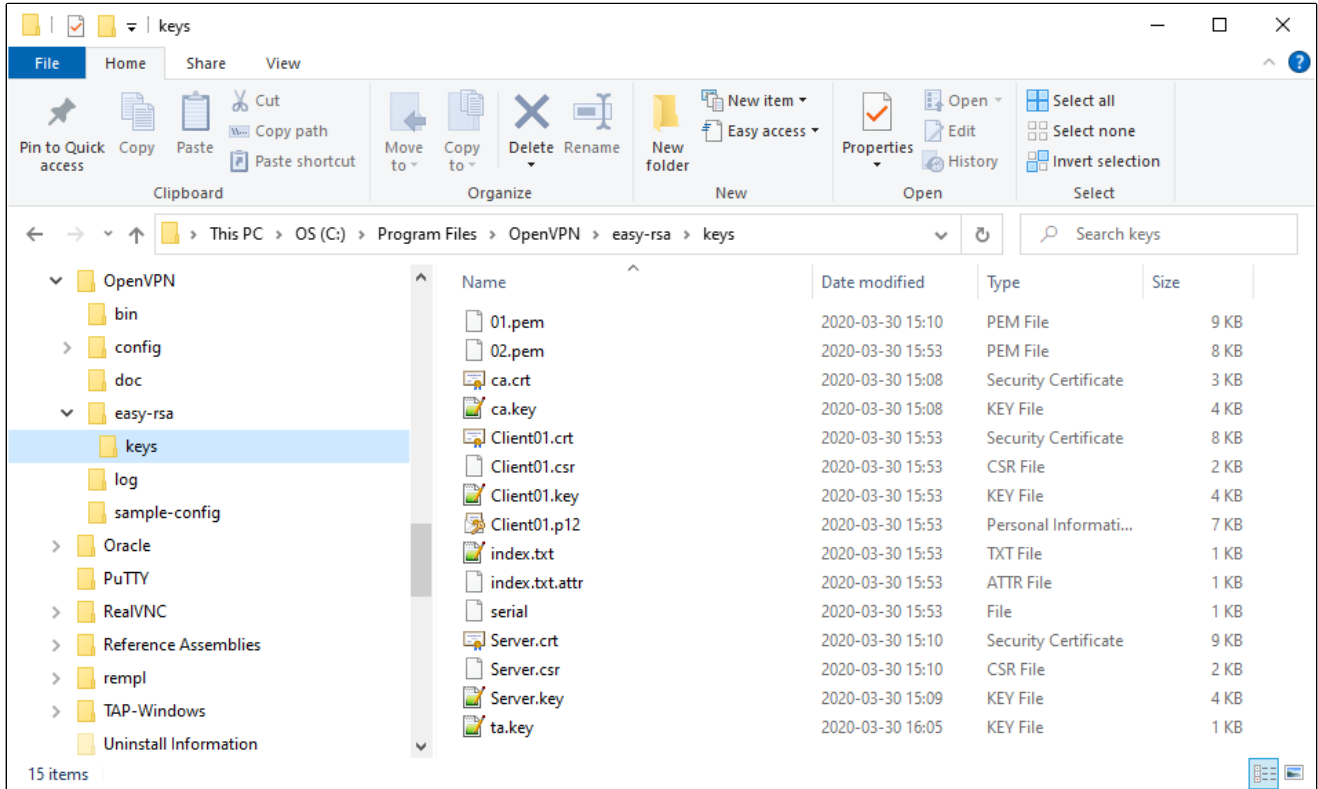 keys
File Home Share View
Pin to Quick access
Copy
Paste
Cut
Copy path
Paste shortcut
Clipboard
Move to
Copy to
Delete
Rename
Organize
New folder
New item
Easy access
New
Properties
Open
Edit
History
Open
Select all
Select none
Invert selection
Select
This PC > OS (C:) > Program Files > OpenVPN > easy-rsa > keys
Search keys
OpenVPN
bin
config
doc
easy-rsa
keys
log
sample-config
Oracle
PuTTY
RealVNC
Reference Assemblies
rempl
TAP-Windows
Uninstall Information
Name Date modified Type Size
01.pem 2020-03-30 15:10 PEM File 9 KB
02.pem 2020-03-30 15:53 PEM File 8 KB
ca.crt 2020-03-30 15:08 Security Certificate 3 KB
ca.key 2020-03-30 15:08 KEY File 4 KB
Client01.crt 2020-03-30 15:53 Security Certificate 8 KB
Client01.csr 2020-03-30 15:53 CSR File 2 KB
Client01.key 2020-03-30 15:53 KEY File 4 KB
Client01.p12 2020-03-30 15:53 Personal Informati... 7 KB
index.txt 2020-03-30 15:53 TXT File 1 KB
index.txt.attr 2020-03-30 15:53 ATTR File 1 KB
serial 2020-03-30 15:53 File 1 KB
Server.crt 2020-03-30 15:10 Security Certificate 9 KB
Server.csr 2020-03-30 15:10 CSR File 2 KB
Server.key 2020-03-30 15:09 KEY File 4 KB
ta.key 2020-03-30 16:05 KEY File 1 KB
15 items